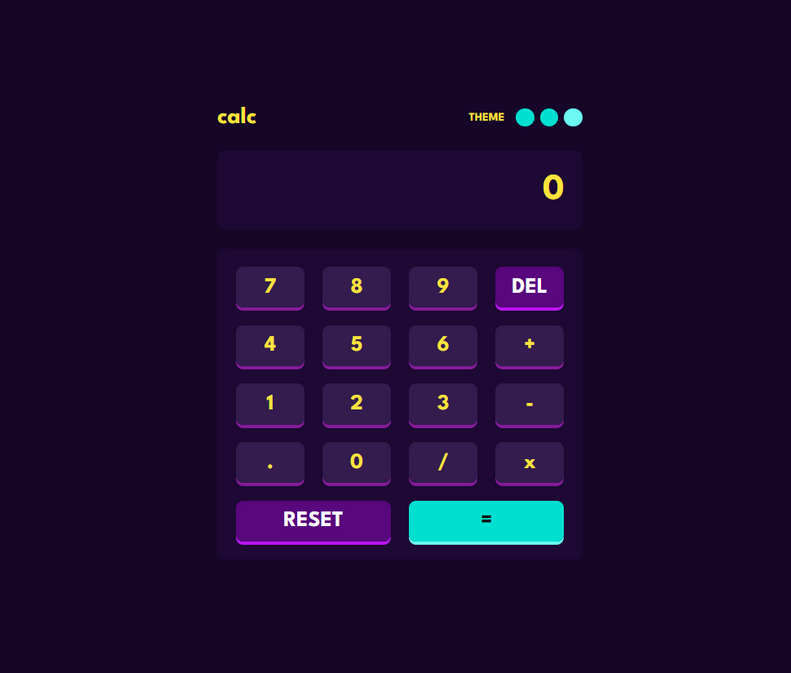 calc THEME
0
7 8 9 DEL
4 5 6 +
1 2 3 -
. 0 / x
RESET =